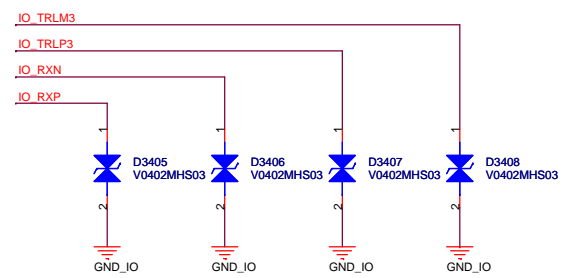 IO_TRLM3
IO_TRLP3
IO_RXN
IO_RXP
1 1 1 1
D3405 D3406 D3407 D3408
V0402MHS03 V0402MHS03 V0402MHS03 V0402MHS03
2 2 2 2
GND_IO GND_IO GND_IO GND_IO